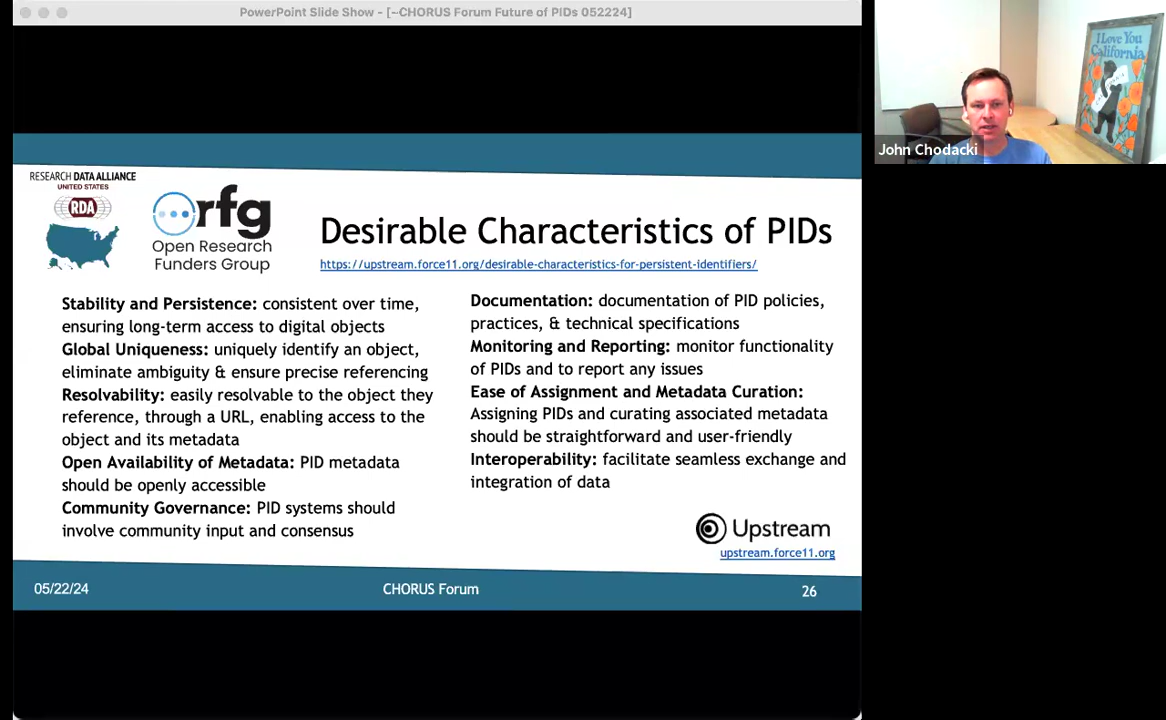 PowerPoint Slide Show - [~CHORUS Forum Future of PIDs 052224]
I Love You
California
John Chodacki
RESEARCH DATA ALLIANCE
UNITED STATES
RDA
orfg
Open Research
Funders Group
Desirable Characteristics of PIDs
https://upstream.force11.org/desirable-characteristics-for-persistent-identifiers/
Stability and Persistence: consistent over time,
ensuring long-term access to digital objects
Global Uniqueness: uniquely identify an object,
eliminate ambiguity & ensure precise referencing
Resolvability: easily resolvable to the object they
reference, through a URL, enabling access to the
object and its metadata
Open Availability of Metadata: PID metadata
should be openly accessible
Community Governance: PID systems should
involve community input and consensus
Documentation: documentation of PID policies,
practices, & technical specifications
Monitoring and Reporting: monitor functionality
of PIDs and to report any issues
Ease of Assignment and Metadata Curation:
Assigning PIDs and curating associated metadata
should be straightforward and user-friendly
Interoperability: facilitate seamless exchange and
integration of data
Upstream
upstream.force11.org
05/22/24
CHORUS Forum
26